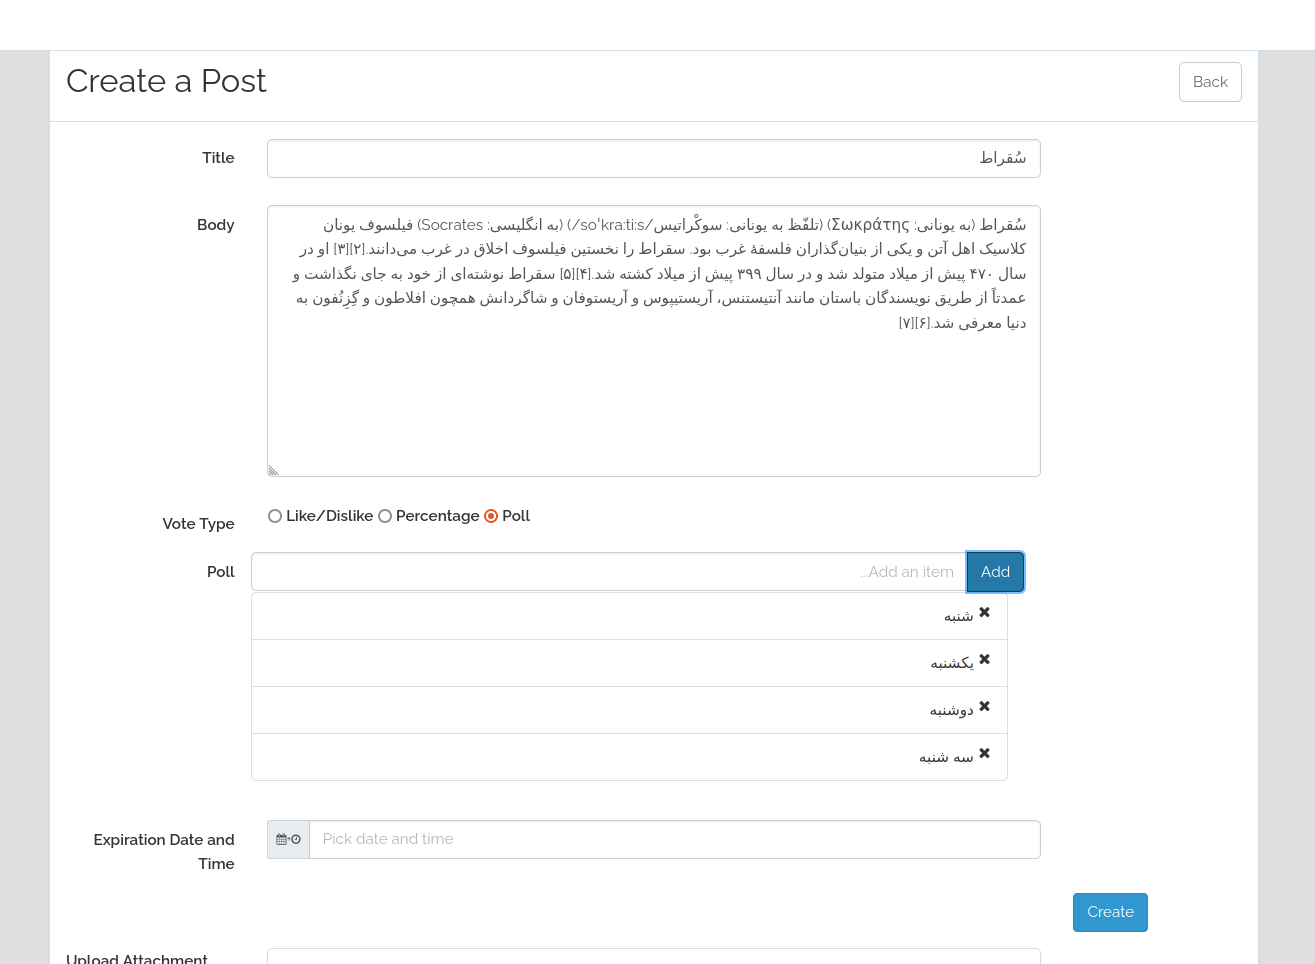 Create a Post
Back
Title
سُقراط
Body
سُقراط (به یونانی: Σωκράτης) (تلفّظ به یونانی: سوکْراتیس/soˈkraːtiːs/) (به انگلیسی: Socrates) فیلسوف یونان
کلاسیک اهل آتن و یکی از بنیان‌گذاران فلسفهٔ غرب بود. سقراط را نخستین فیلسوف اخلاق در غرب می‌دانند.[۲][۳] او در
سال ۴۷۰ پیش از میلاد متولد شد و در سال ۳۹۹ پیش از میلاد کشته شد.[۴][۵] سقراط نوشته‌ای از خود به جای نگذاشت و
عمدتاً از طریق نویسندگان باستان مانند آنتیستنس، آریستیپوس و آریستوفان و شاگردانش همچون افلاطون و گِزِنُفون به
دنیا معرفی شد.[۶][۷]
Vote Type
Like/Dislike Percentage Poll
Poll
...Add an item
Add
شنبه
یکشنبه
دوشنبه
سه شنبه
Expiration Date and
Time
Pick date and time
Create
Upload Attachment